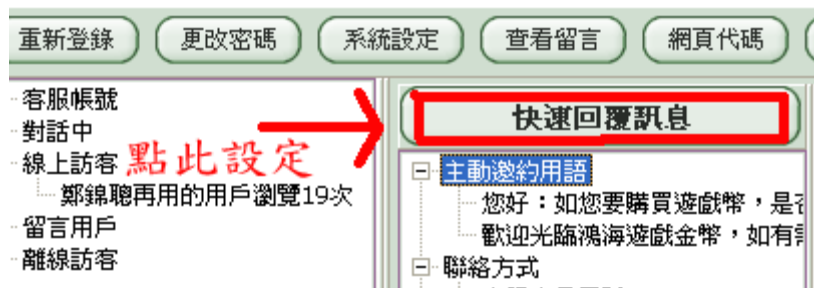 重新登錄 更改密碼 系統設定 查看留言 網頁代碼
客服帳號
對話中
線上訪客 點此設定
鄭錦聰再用的用戶瀏覽19次
留言用戶
離線訪客
快速回覆訊息
主動邀約用語
您好：如您要購買遊戲幣，是否
歡迎光臨鴻海遊戲金幣，如有需
聯絡方式